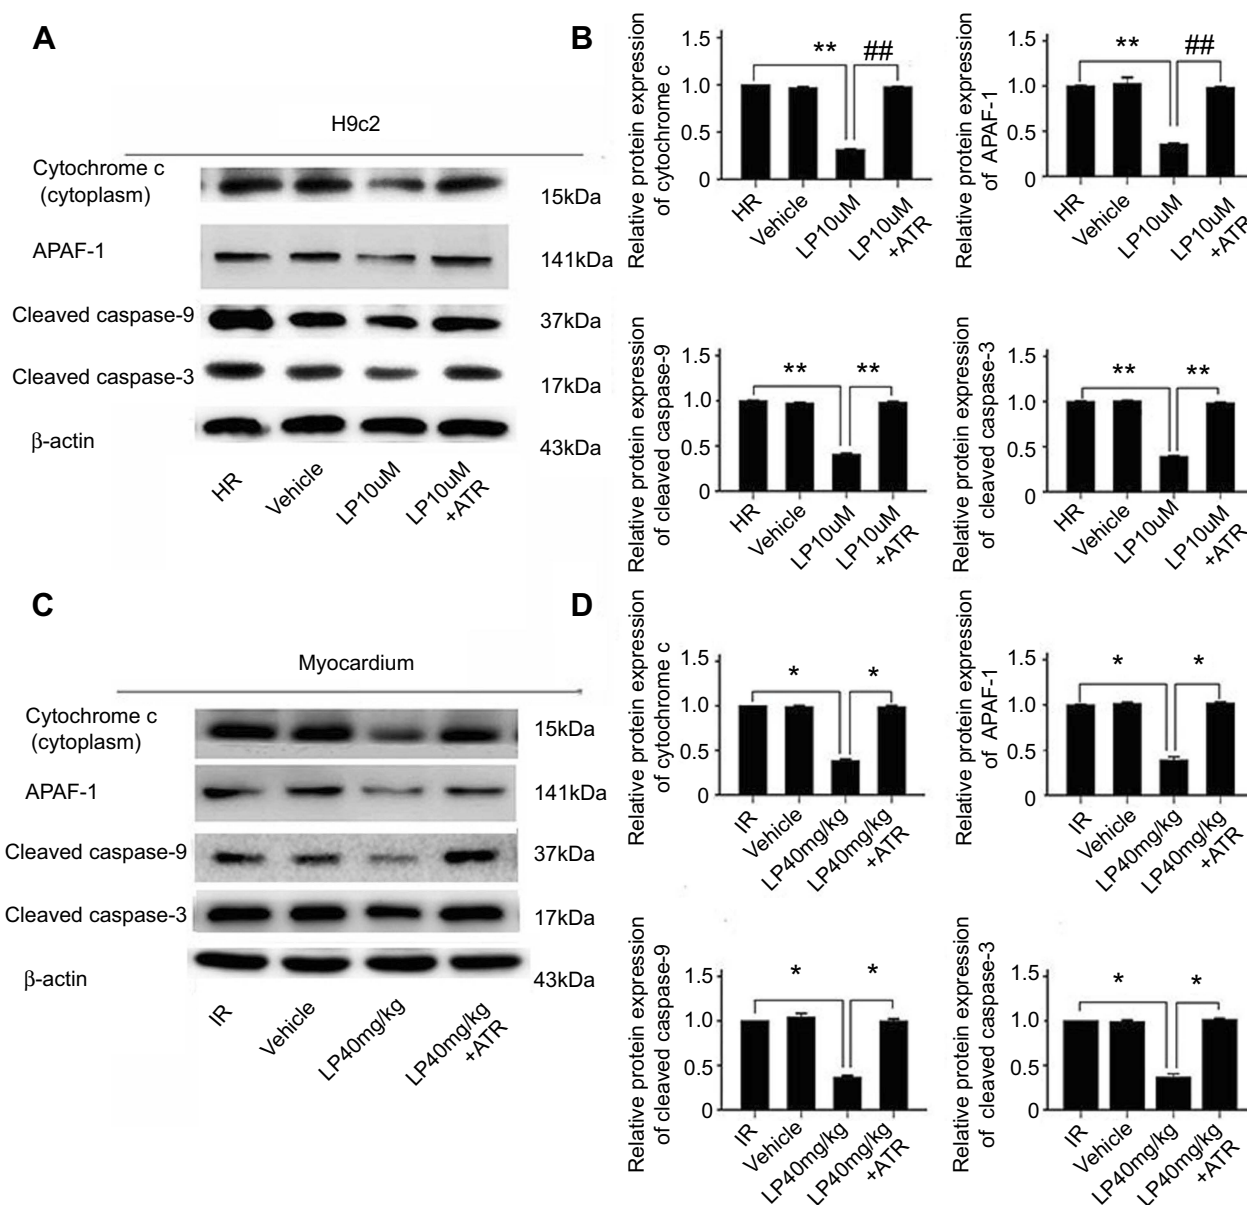 A
H9c2
Cytochrome c
(cytoplasm)
15kDa
APAF-1
141kDa
Cleaved caspase-9
37kDa
Cleaved caspase-3
17kDa
β-actin
43kDa
HR
Vehicle
LP10uM
LP10uM
+ATR
B
Relative protein expression
of cytochrome c
1.5
1.0
0.5
0
**
##
HR
Vehicle
LP10uM
LP10uM
+ATR
Relative protein expression
of APAF-1
1.5
1.0
0.5
0
**
##
HR
Vehicle
LP10uM
LP10uM
+ATR
Relative protein expression
of cleaved caspase-9
1.5
1.0
0.5
0
**
**
HR
Vehicle
LP10uM
LP10uM
+ATR
Relative protein expression
of cleaved caspase-3
1.5
1.0
0.5
0
**
**
HR
Vehicle
LP10uM
LP10uM
+ATR
C
Myocardium
Cytochrome c
(cytoplasm)
15kDa
APAF-1
141kDa
Cleaved caspase-9
37kDa
Cleaved caspase-3
17kDa
β-actin
43kDa
IR
Vehicle
LP40mg/kg
LP40mg/kg
+ATR
D
Relative protein expression
of cytochrome c
1.5
1.0
0.5
0
*
*
IR
Vehicle
LP40mg/kg
LP40mg/kg
+ATR
Relative protein expression
of APAF-1
1.5
1.0
0.5
0
*
*
IR
Vehicle
LP40mg/kg
LP40mg/kg
+ATR
Relative protein expression
of cleaved caspase-9
1.5
1.0
0.5
0
*
*
IR
Vehicle
LP40mg/kg
LP40mg/kg
+ATR
Relative protein expression
of cleaved caspase-3
1.5
1.0
0.5
0
*
*
IR
Vehicle
LP40mg/kg
LP40mg/kg
+ATR